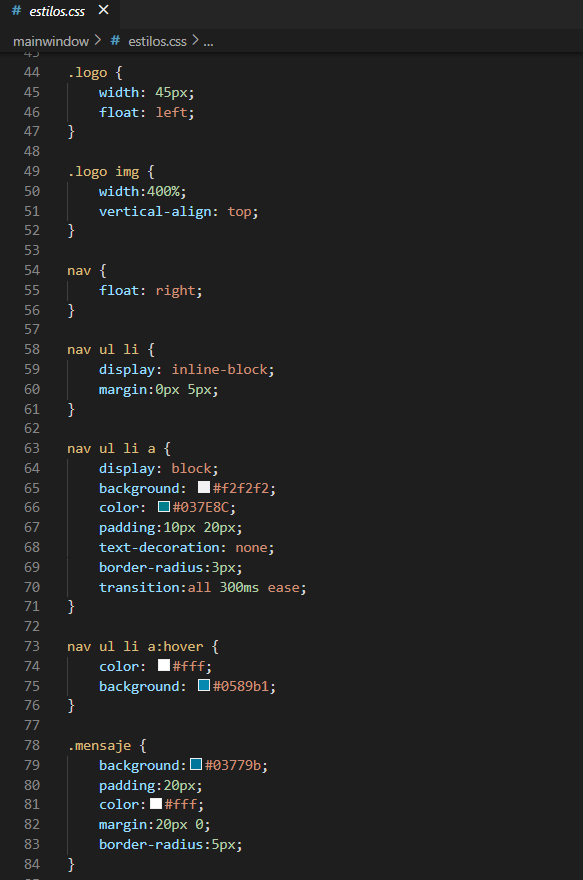 # estilos.css ×
mainwindow > # estilos.css > ...
43
44 .logo {
45     width: 45px;
46     float: left;
47 }
48
49 .logo img {
50     width:400%;
51     vertical-align: top;
52 }
53
54 nav {
55     float: right;
56 }
57
58 nav ul li {
59     display: inline-block;
60     margin:0px 5px;
61 }
62
63 nav ul li a {
64     display: block;
65     background: #f2f2f2;
66     color: #037E8C;
67     padding:10px 20px;
68     text-decoration: none;
69     border-radius:3px;
70     transition:all 300ms ease;
71 }
72
73 nav ul li a:hover {
74     color: #fff;
75     background: #0589b1;
76 }
77
78 .mensaje {
79     background:#03779b;
80     padding:20px;
81     color:#fff;
82     margin:20px 0;
83     border-radius:5px;
84 }